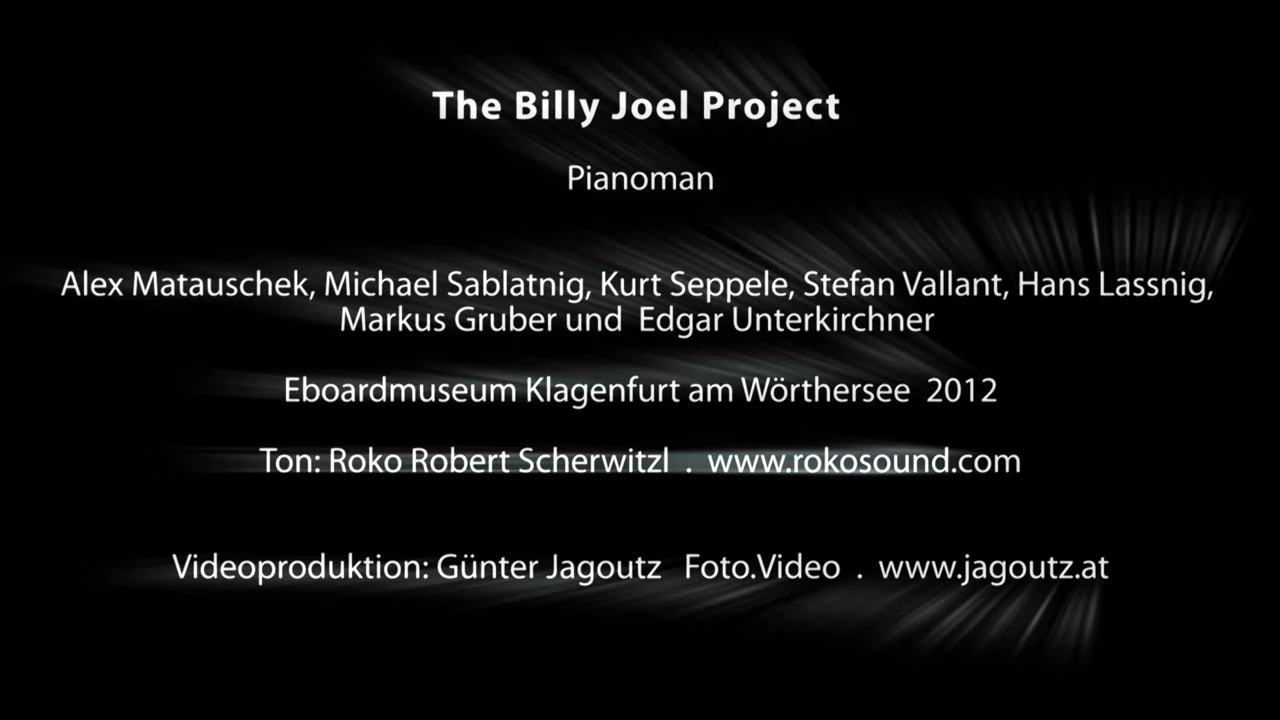 The Billy Joel Project
Pianoman
Alex Matauschek, Michael Sablatnig, Kurt Seppele, Stefan Vallant, Hans Lassnig,
Markus Gruber und Edgar Unterkirchner
Eboardmuseum Klagenfurt am Wörthersee 2012
Ton: Roko Robert Scherwitzl . www.rokosound.com
Videoproduktion: Günter Jagoutz Foto.Video . www.jagoutz.at